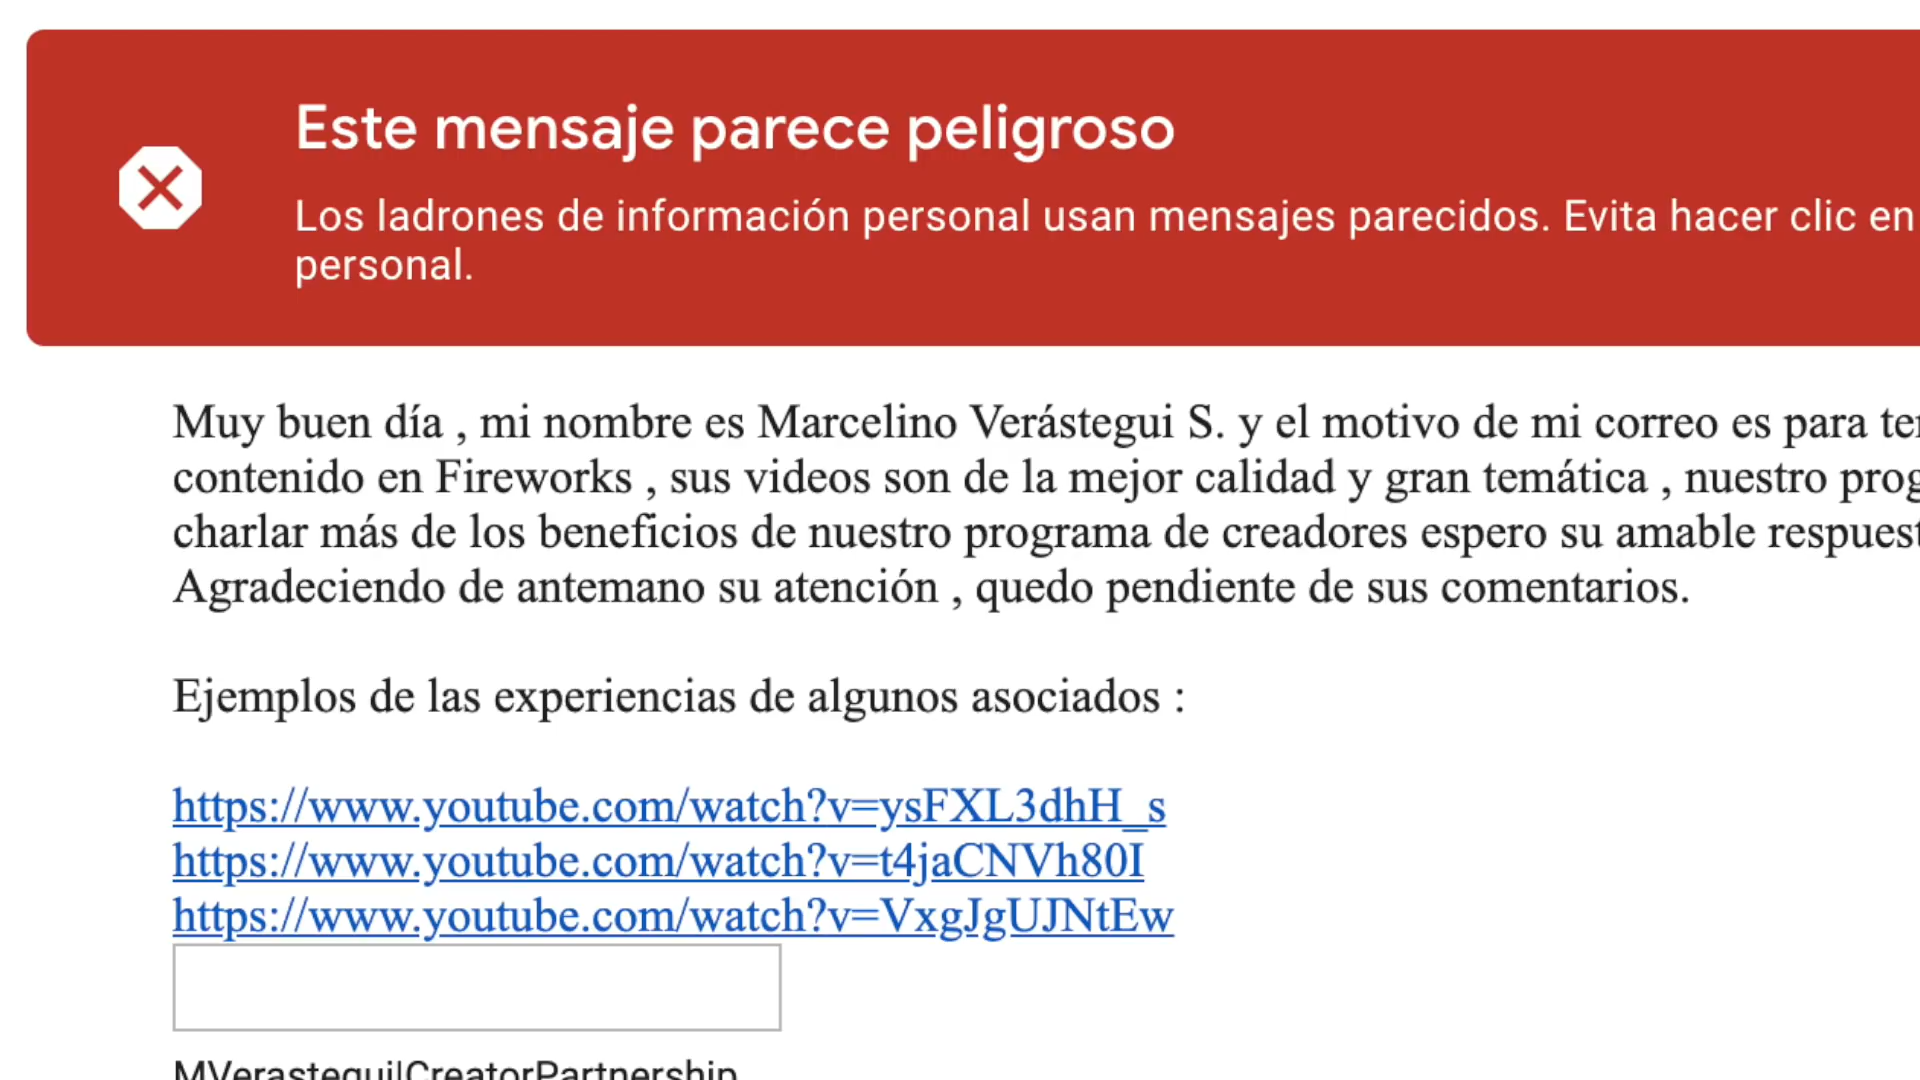 Este mensaje parece peligroso
Los ladrones de información personal usan mensajes parecidos. Evita hacer clic en
personal.
Muy buen día , mi nombre es Marcelino Verástegui S. y el motivo de mi correo es para
contenido en Fireworks , sus videos son de la mejor calidad y gran temática , nuestro
charlar más de los beneficios de nuestro programa de creadores espero su amable
Agradeciendo de antemano su atención , quedo pendiente de sus comentarios.
Ejemplos de las experiencias de algunos asociados :
https://www.youtube.com/watch?v=ysFXL3dhH_s
https://www.youtube.com/watch?v=t4jaCNVh80I
https://www.youtube.com/watch?v=VxgJgUJNtEw
MVerastegui|CreatorPartnership